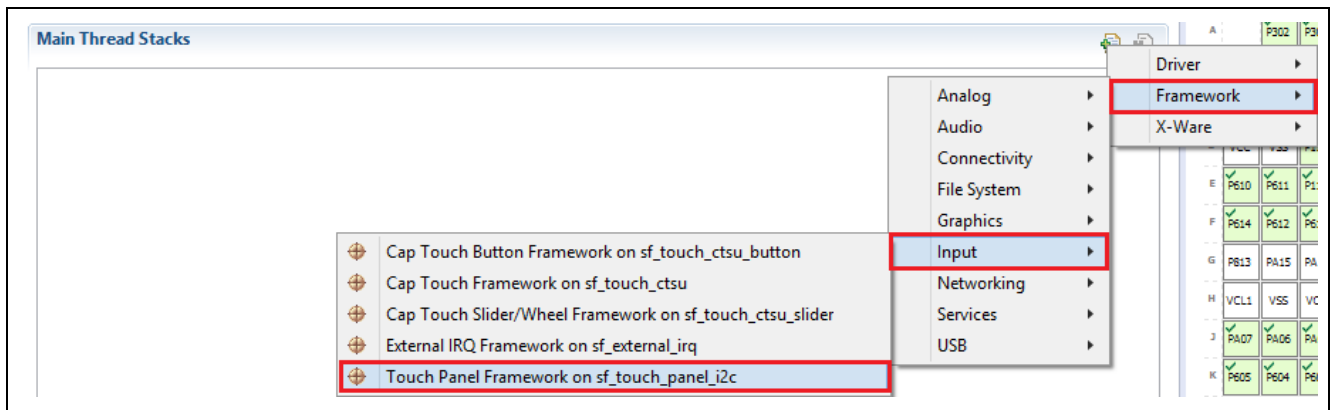 Main Thread Stacks
Driver
Framework
X-Ware
Analog
Audio
Connectivity
File System
Graphics
Input
Networking
Services
USB
Cap Touch Button Framework on sf_touch_ctsu_button
Cap Touch Framework on sf_touch_ctsu
Cap Touch Slider/Wheel Framework on sf_touch_ctsu_slider
External IRQ Framework on sf_external_irq
Touch Panel Framework on sf_touch_panel_i2c
A P302
E P610 P611
F P614 P612
G P813 PA15 PA
H VCL1 VSS VC
J PA07 PA06 PA
K P605 P604